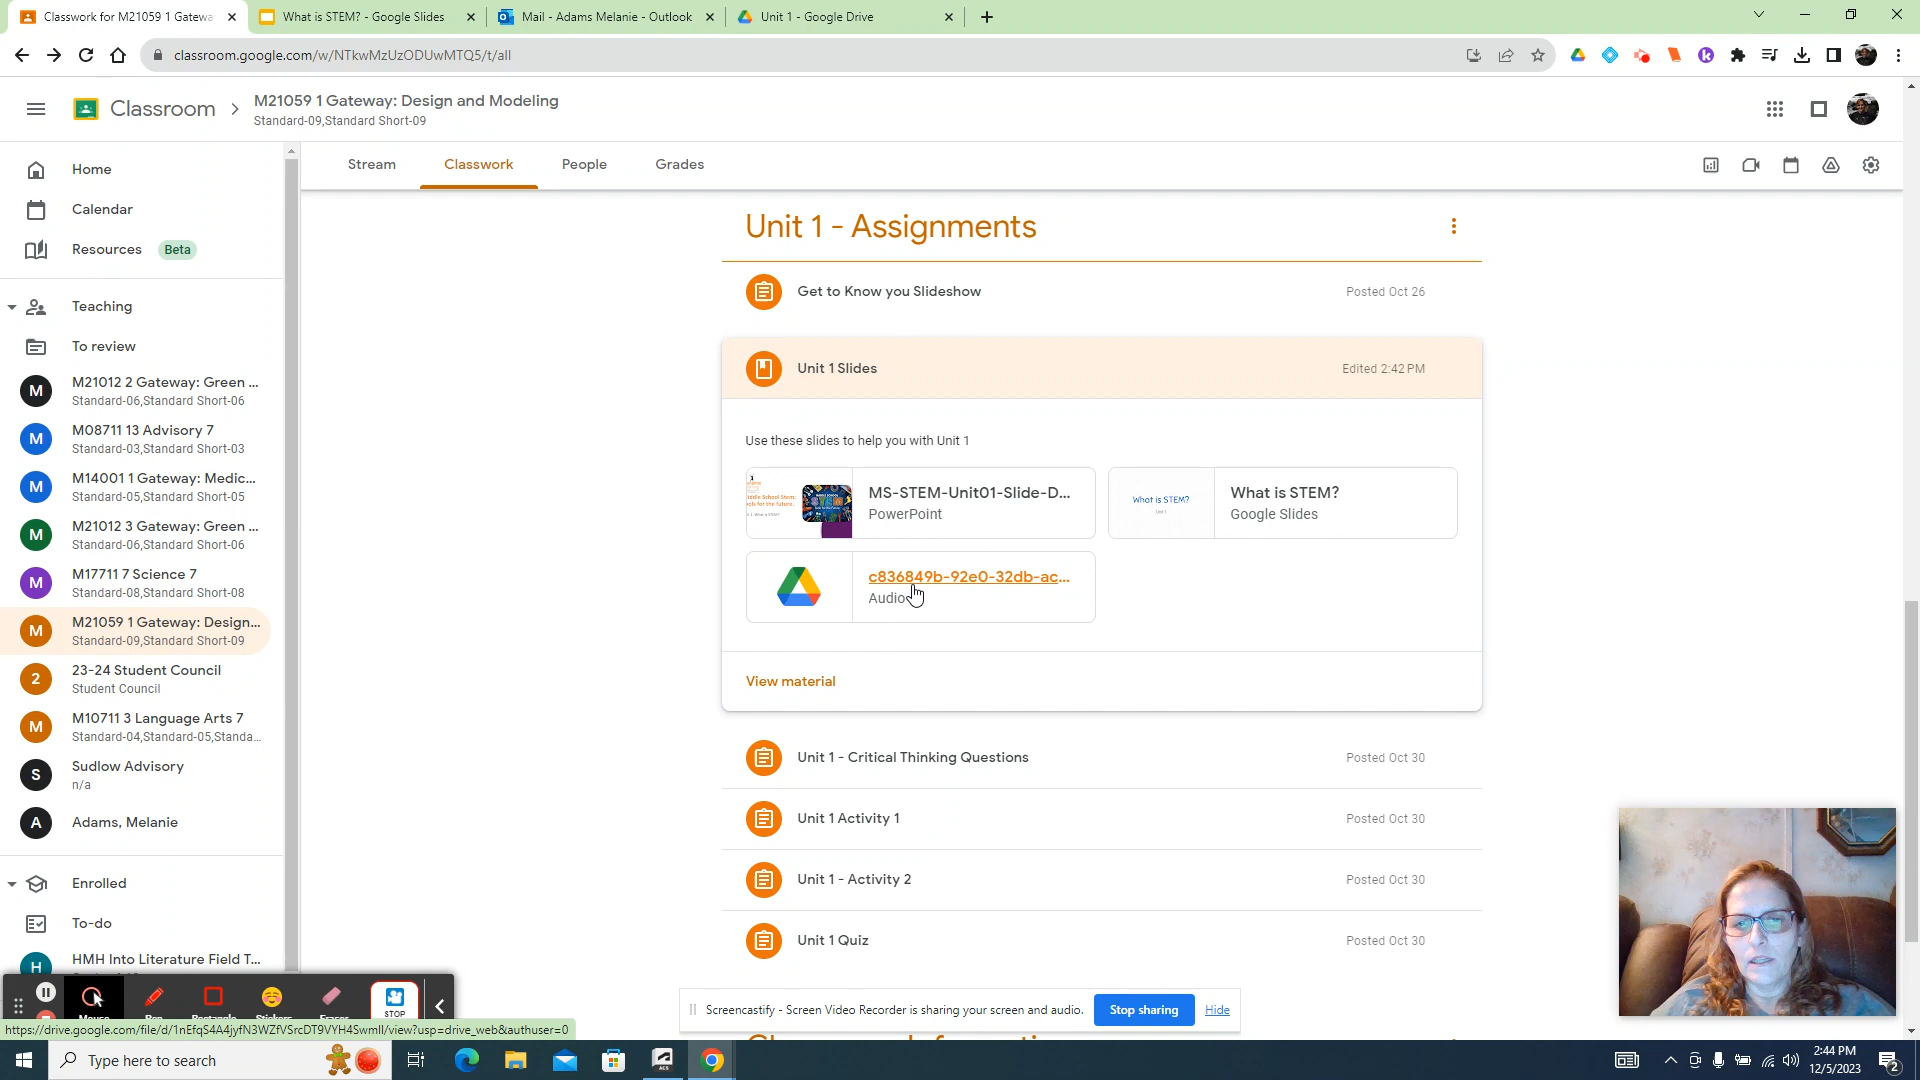 Classwork for M21059 1 Gatewa
What is STEM? - Google Slides
Mail - Adams Melanie - Outlook
Unit 1 - Google Drive
classroom.google.com/w/NTkwMzUzODUwMTQ5/t/all
Classroom
M21059 1 Gateway: Design and Modeling
Standard-09,Standard Short-09
Stream
Classwork
People
Grades
Home
Calendar
Resources Beta
Teaching
To review
M
M21012 2 Gateway: Green ...
Standard-06,Standard Short-06
M
M08711 13 Advisory 7
Standard-03,Standard Short-03
M
M14001 1 Gateway: Medic...
Standard-05,Standard Short-05
M
M21012 3 Gateway: Green ...
Standard-06,Standard Short-06
M
M17711 7 Science 7
Standard-08,Standard Short-08
M
M21059 1 Gateway: Design...
Standard-09,Standard Short-09
2
23-24 Student Council
Student Council
M
M10711 3 Language Arts 7
Standard-04,Standard-05,Standa...
S
Sudlow Advisory
n/a
A
Adams, Melanie
Enrolled
To-do
H
HMH Into Literature Field T...
Unit 1 - Assignments
Get to Know you Slideshow
Posted Oct 26
Unit 1 Slides
Edited 2:42 PM
Use these slides to help you with Unit 1
MS-STEM-Unit01-Slide-D...
PowerPoint
What is STEM?
Unit 1
What is STEM?
Google Slides
c836849b-92e0-32db-ac...
Audio
View material
Unit 1 - Critical Thinking Questions
Posted Oct 30
Unit 1 Activity 1
Posted Oct 30
Unit 1 - Activity 2
Posted Oct 30
Unit 1 Quiz
Posted Oct 30
Mouse
Pen
Rectangle
Stickers
Eraser
STOP
Screencastify - Screen Video Recorder is sharing your screen and audio.
Stop sharing
Hide
https://drive.google.com/file/d/1nEfqS4A4jyfN3WZfVSrcDT9VYH4SwmlI/view?usp=drive_web&authuser=0
Type here to search
2:44 PM
12/5/2023
2